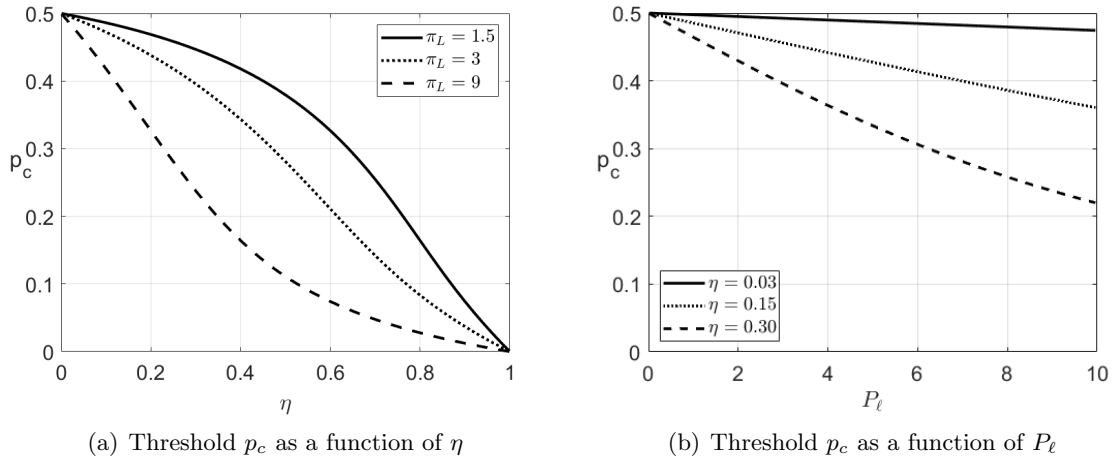 0.5
0.4
0.3
p_c
0.2
0.1
0
0 0.2 0.4 0.6 0.8 1
η
π_L = 1.5
π_L = 3
π_L = 9
(a) Threshold p_c as a function of η
0.5
0.4
0.3
p_c
0.2
0.1
0
0 2 4 6 8 10
P_ℓ
η = 0.03
η = 0.15
η = 0.30
(b) Threshold p_c as a function of P_ℓ